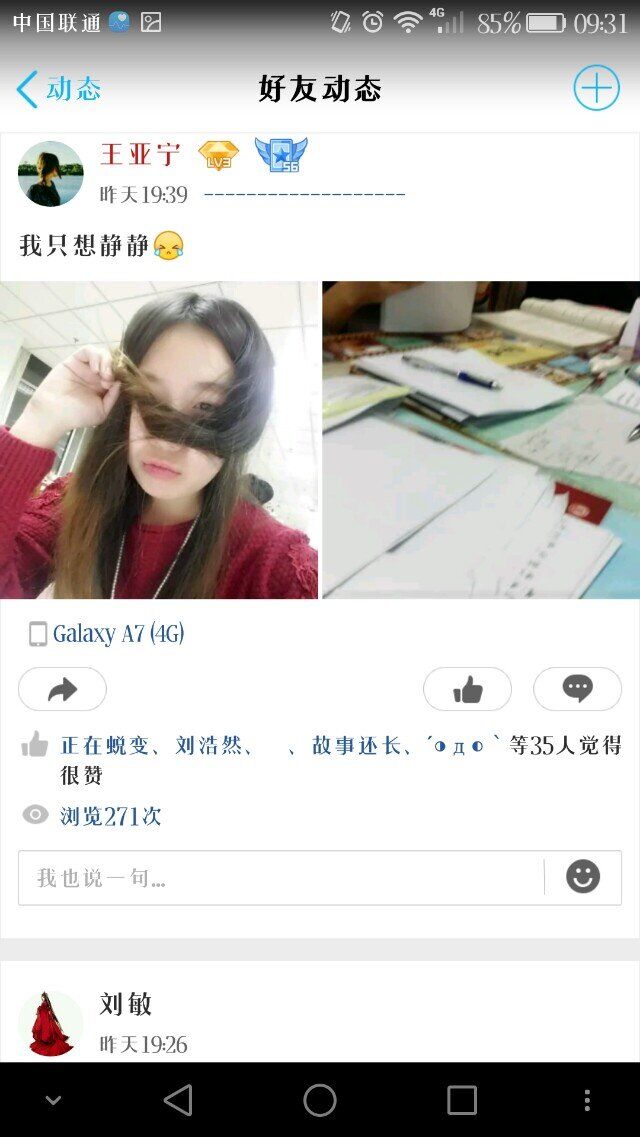 中国联通 4G 85% 09:31
动态 好友动态
王亚宁 LV3 56
昨天19:39 --------------------
我只想静静
Galaxy A7 (4G)
正在蜕变、刘浩然、 、故事还长、´◑д◐｀等35人觉得
很赞
浏览271次
我也说一句...
刘敏
昨天19:26